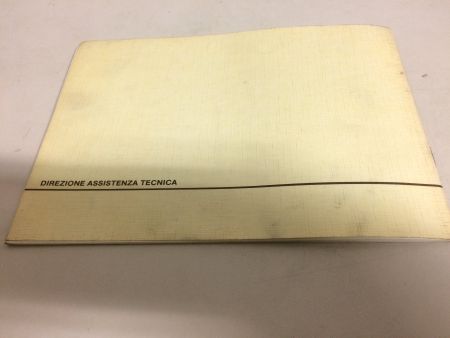 DIREZIONE ASSISTENZA TECNICA